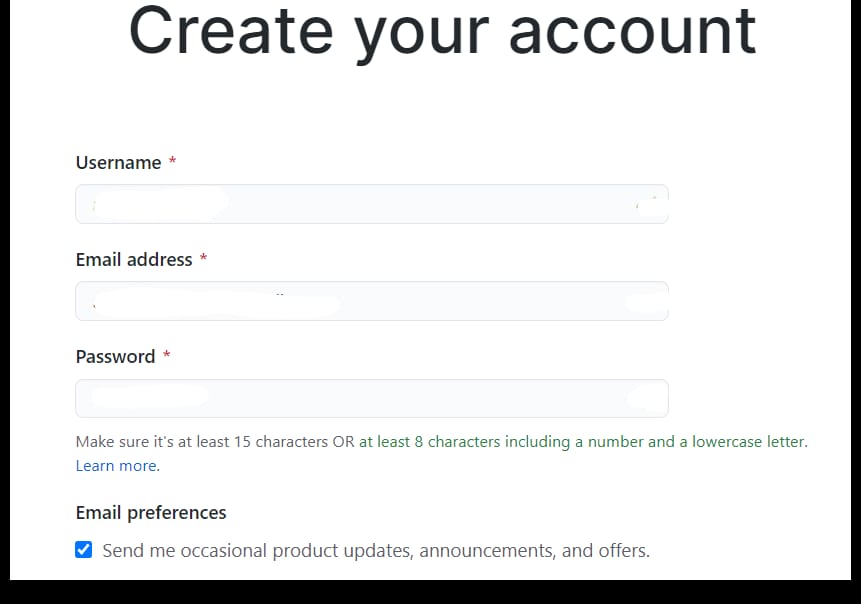 Create your account
Username *
Email address *
Password *
Make sure it's at least 15 characters OR at least 8 characters including a number and a lowercase letter.
Learn more.
Email preferences
Send me occasional product updates, announcements, and offers.